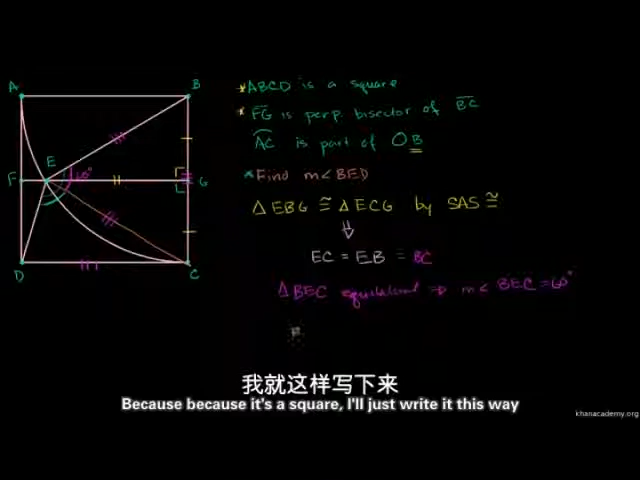 A
B
*ABCD is a square
*FG is perp. bisector of BC
AC is part of ⊙B
E
F
60°
G
*Find m∠BED
ΔEBG ≅ ΔECG by SAS ≅
⇓
EC = EB = BC
D
C
ΔBEC equilateral ⇒ m∠BEC = 60°
我就这样写下来
Because because it's a square, I'll just write it this way
khanacademy.org